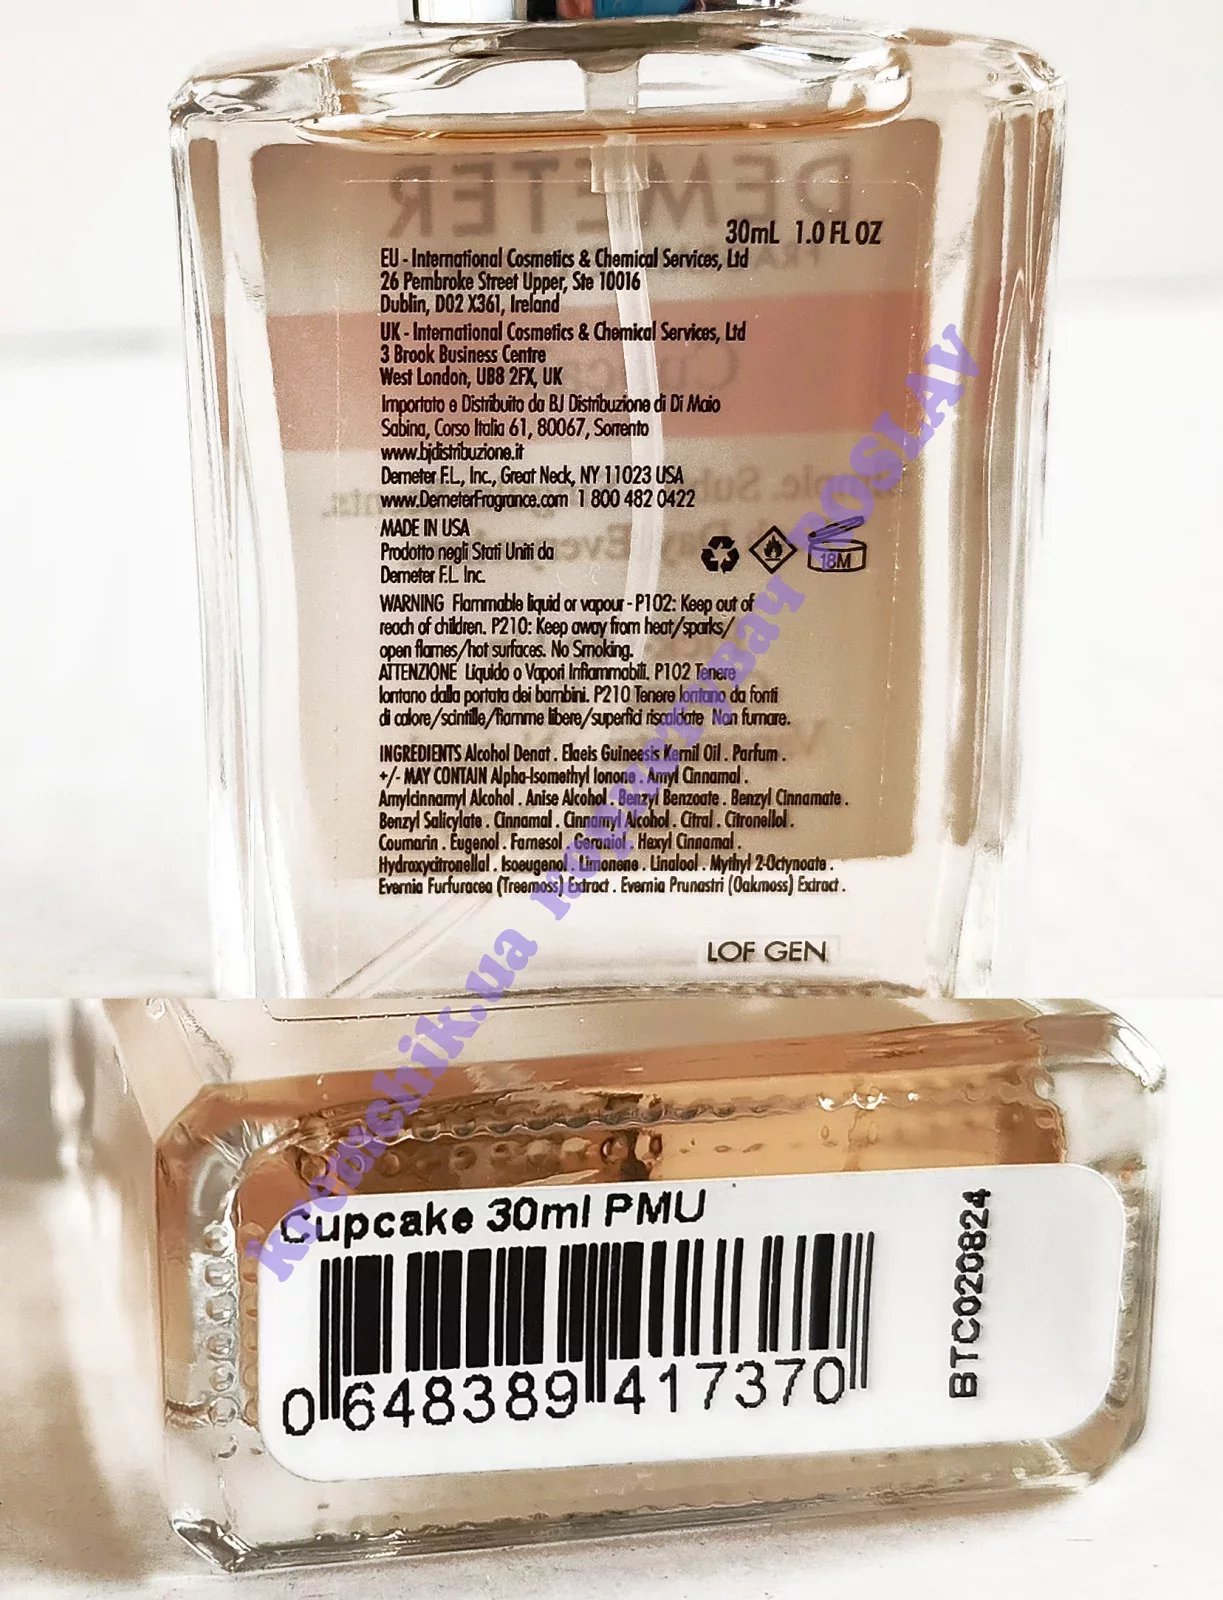 DEMETER
30mL 1.0 FL OZ
EU - International Cosmetics & Chemical Services, Ltd
26 Pembroke Street Upper, Ste 10016
Dublin, D02 X361, Ireland
UK - International Cosmetics & Chemical Services, Ltd
3 Brook Business Centre
West London, UB8 2FX, UK
Importato e Distribuito da BJ Distribuzione di Di Maio
Sabina, Corso Italia 61, 80067, Sorrento
www.bjdistribuzione.it
Demeter F.L., Inc., Great Neck, NY 11023 USA
www.DemeterFragrance.com 1 800 482 0422
MADE IN USA
Prodotto negli Stati Uniti da
Demeter F.L. Inc.
18M
WARNING Flammable liquid or vapour - P102: Keep out of
reach of children. P210: Keep away from heat/sparks/
open flames/hot surfaces. No Smoking.
ATTENZIONE Liquido o Vapori Infiammabili. P102 Tenere
lontano dalla portata dei bambini. P210 Tenere lontano da fonti
di calore/scintille/fiamme libere/superfici riscaldate Non fumare.
INGREDIENTS Alcohol Denat . Elaeis Guineesis Kernil Oil . Parfum .
+/- MAY CONTAIN Alpha-Isomethyl Ionone . Amyl Cinnamal .
Amylcinnamyl Alcohol . Anise Alcohol . Benzyl Benzoate . Benzyl Cinnamate .
Benzyl Salicylate . Cinnamal . Cinnamyl Alcohol . Citral . Citronellol .
Coumarin . Eugenol . Farnesol . Geraniol . Hexyl Cinnamal .
Hydroxycitronellal . Isoeugenol . Limonene . Linalool . Mythyl 2-Octynoate .
Evernia Furfuracea (Treemoss) Extract . Evernia Prunastri (Oakmoss) Extract .
LOF GEN
kremchik.ua ROSLAV
Cupcake 30ml PMU
0 648389 417370
BTC020824